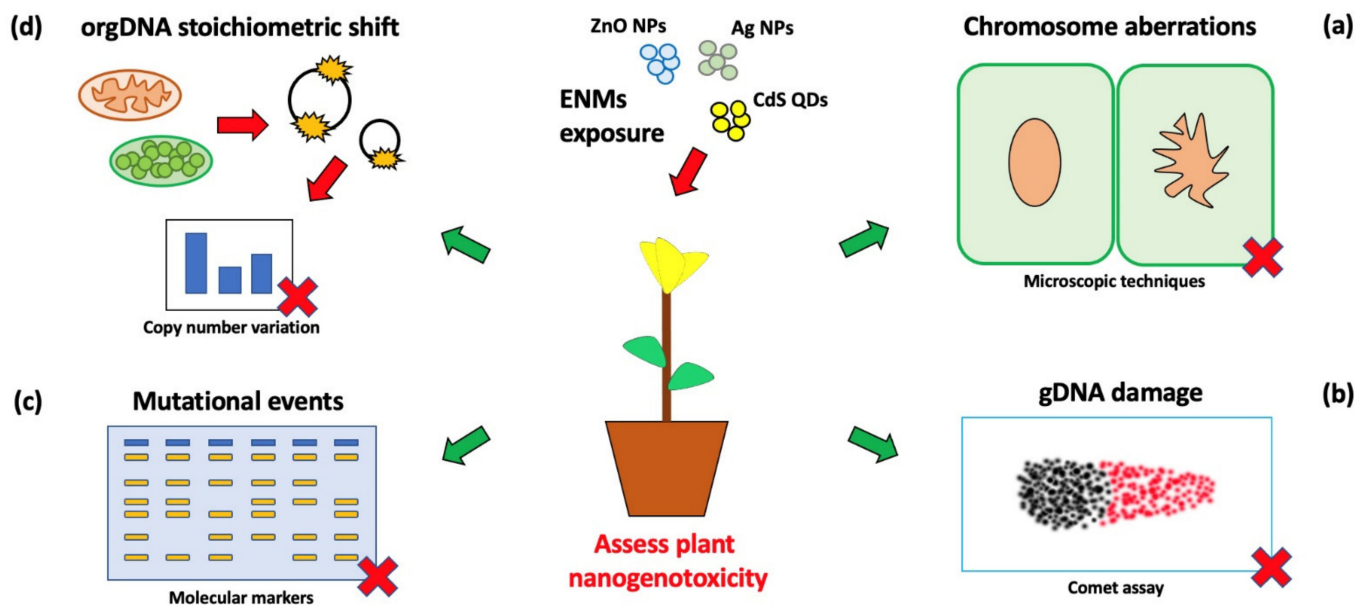 (d)
orgDNA stoichiometric shift
Copy number variation
ZnO NPs
Ag NPs
CdS QDs
ENMs
exposure
Chromosome aberrations
(a)
Microscopic techniques
(c)
Mutational events
Molecular markers
Assess plant
nanogenotoxicity
gDNA damage
(b)
Comet assay